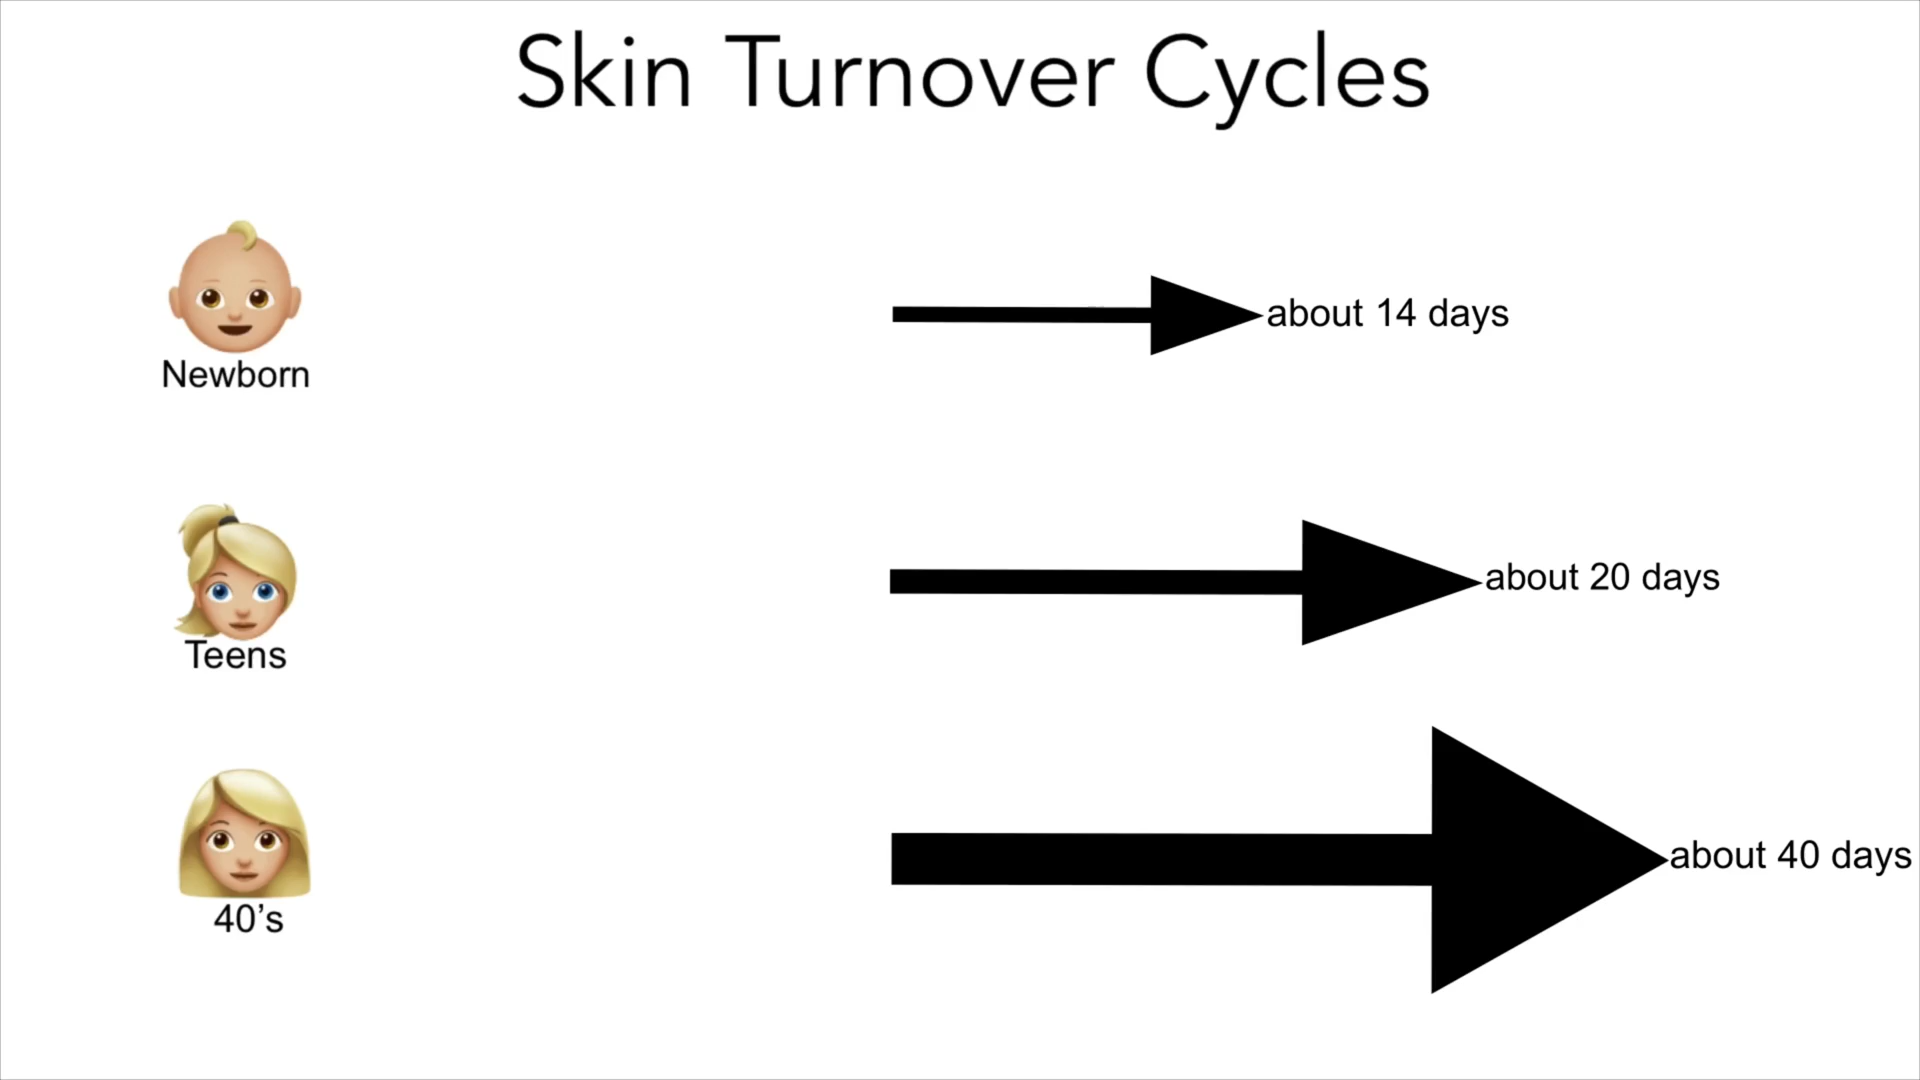 Skin Turnover Cycles
about 14 days
Newborn
about 20 days
Teens
about 40 days
40’s